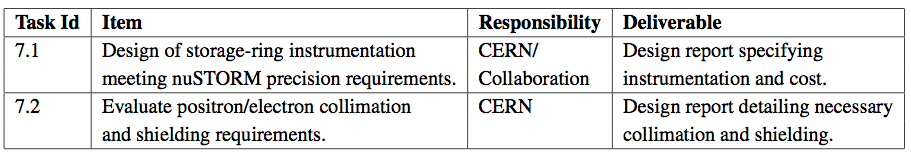 Task Id Item Responsibility Deliverable
7.1 Design of storage-ring instrumentation CERN/ Design report specifying
meeting nuSTORM precision requirements. Collaboration instrumentation and cost.
7.2 Evaluate positron/electron collimation CERN Design report detailing necessary
and shielding requirements. collimation and shielding.